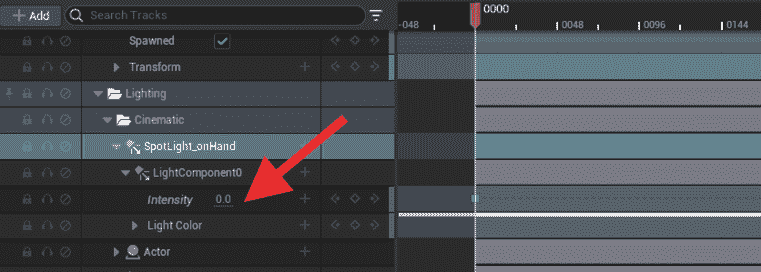 + Add
Search Tracks
0000
-048
0048
0096
0144
Spawned
Transform
Lighting
Cinematic
SpotLight_onHand
LightComponent0
Intensity 0.0
Light Color
Actor